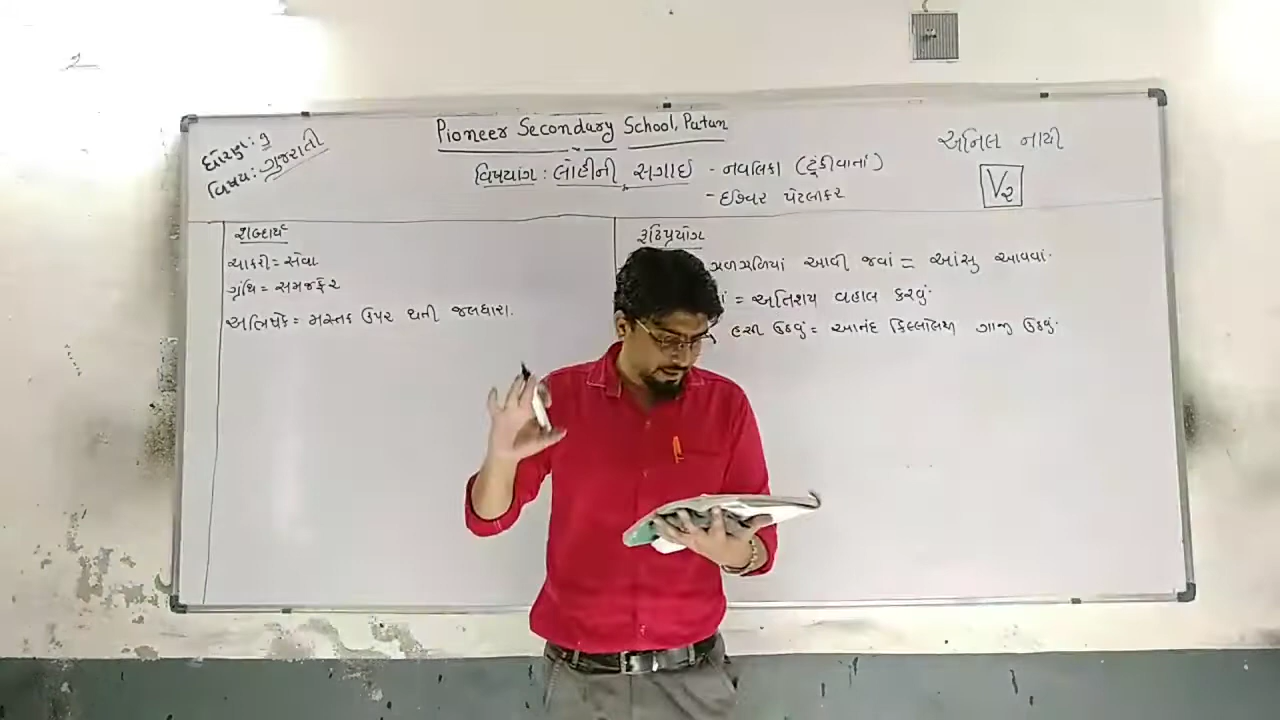 ધોરણ: ૭
વિષય: ગુજરાતી
Pioneer Secondary School, Patan
વિષયાંગ: લોહીની સગાઇ - નવલિકા (ટૂંકીવાર્તા)
- ઈશ્વર પેટલીકર
અનિલ નાયી
V૨
શબ્દાર્થ
ચાકરી = સેવા
ગ્રંથિ = સમજફેર
અભિષેક = મસ્તક ઉપર થતી જલધારા.
રૂઢિપ્રયોગ
ઝળઝળિયાં આવી જવાં = આંસુ આવવાં.
= અતિશય વહાલ કરવું.
હસી ઉઠવું = આનંદ કિલ્લોલથી ગાજી ઉઠવું.